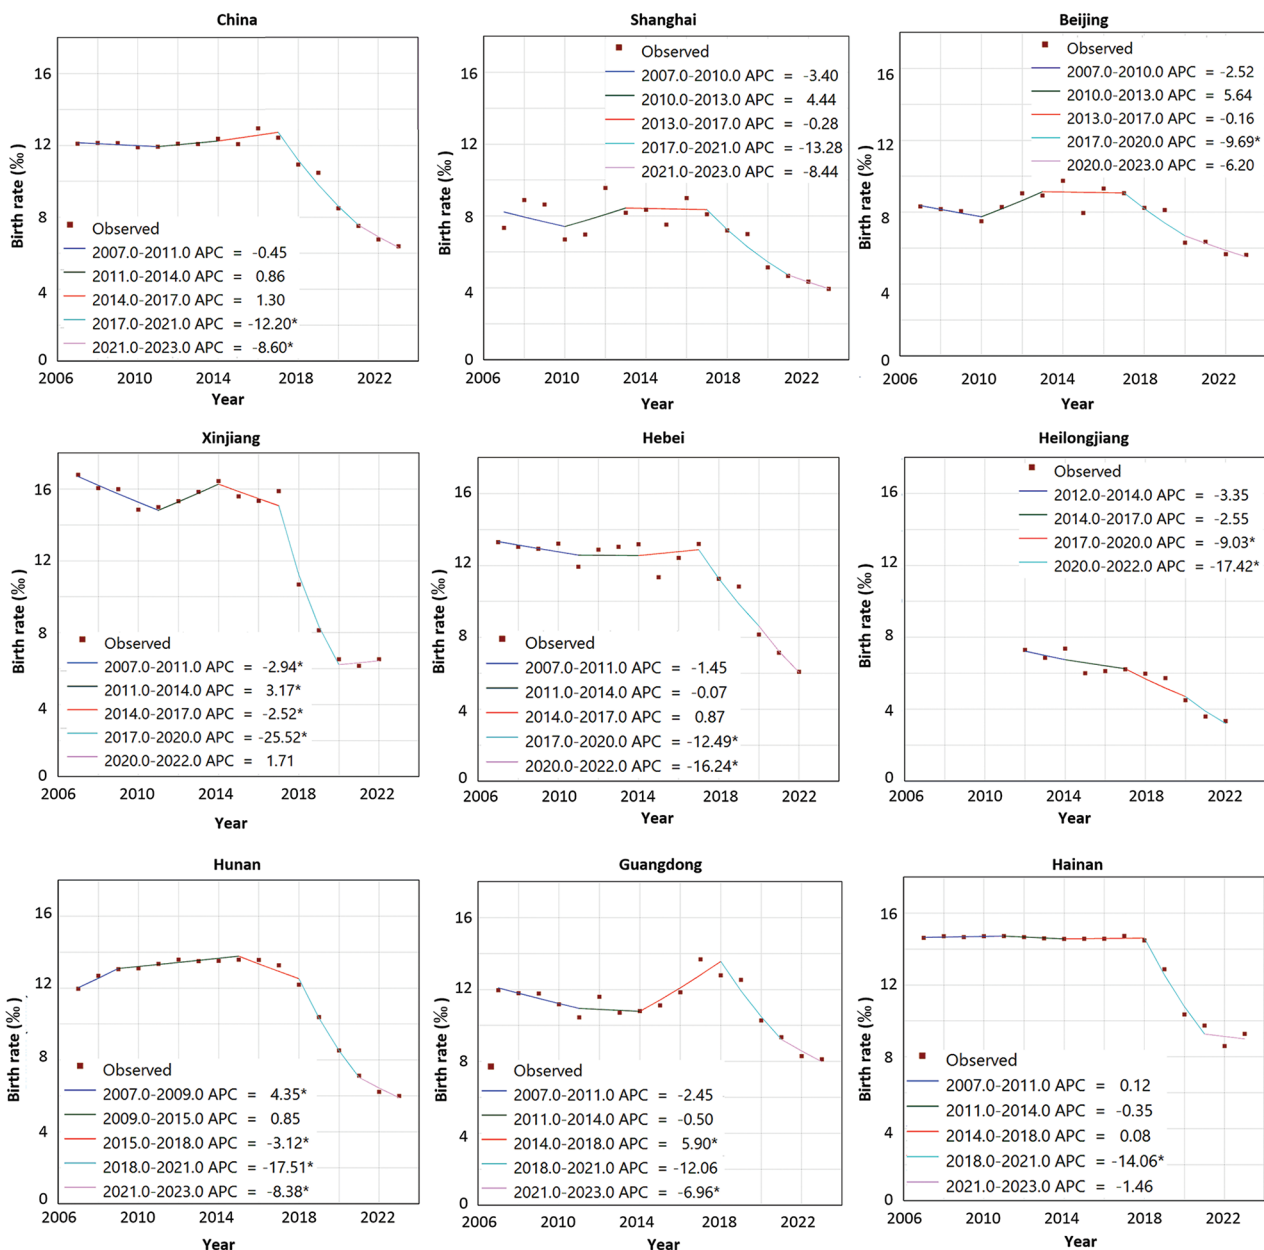 China
Birth rate (‰)
16
12
8
4
0
Observed
2007.0-2011.0 APC = -0.45
2011.0-2014.0 APC = 0.86
2014.0-2017.0 APC = 1.30
2017.0-2021.0 APC = -12.20*
2021.0-2023.0 APC = -8.60*
2006 2010 2014 2018 2022
Year
Shanghai
Birth rate (‰)
16
12
8
4
0
Observed
2007.0-2010.0 APC = -3.40
2010.0-2013.0 APC = 4.44
2013.0-2017.0 APC = -0.28
2017.0-2021.0 APC = -13.28
2021.0-2023.0 APC = -8.44
2006 2010 2014 2018 2022
Year
Beijing
Birth rate (‰)
16
12
8
4
0
Observed
2007.0-2010.0 APC = -2.52
2010.0-2013.0 APC = 5.64
2013.0-2017.0 APC = -0.16
2017.0-2020.0 APC = -9.69*
2020.0-2023.0 APC = -6.20
2006 2010 2014 2018 2022
Year
Xinjiang
Birth rate (‰)
16
12
8
4
0
Observed
2007.0-2011.0 APC = -2.94*
2011.0-2014.0 APC = 3.17*
2014.0-2017.0 APC = -2.52*
2017.0-2020.0 APC = -25.52*
2020.0-2022.0 APC = 1.71
2006 2010 2014 2018 2022
Year
Hebei
Birth rate (‰)
16
12
8
4
0
Observed
2007.0-2011.0 APC = -1.45
2011.0-2014.0 APC = -0.07
2014.0-2017.0 APC = 0.87
2017.0-2020.0 APC = -12.49*
2020.0-2022.0 APC = -16.24*
2006 2010 2014 2018 2022
Year
Heilongjiang
Birth rate (‰)
16
12
8
4
0
Observed
2012.0-2014.0 APC = -3.35
2014.0-2017.0 APC = -2.55
2017.0-2020.0 APC = -9.03*
2020.0-2022.0 APC = -17.42*
2006 2010 2014 2018 2022
Year
Hunan
Birth rate (‰)
16
12
8
4
0
Observed
2007.0-2009.0 APC = 4.35*
2009.0-2015.0 APC = 0.85
2015.0-2018.0 APC = -3.12*
2018.0-2021.0 APC = -17.51*
2021.0-2023.0 APC = -8.38*
2006 2010 2014 2018 2022
Year
Guangdong
Birth rate (‰)
16
12
8
4
0
Observed
2007.0-2011.0 APC = -2.45
2011.0-2014.0 APC = -0.50
2014.0-2018.0 APC = 5.90*
2018.0-2021.0 APC = -12.06
2021.0-2023.0 APC = -6.96*
2006 2010 2014 2018 2022
Year
Hainan
Birth rate (‰)
16
12
8
4
0
Observed
2007.0-2011.0 APC = 0.12
2011.0-2014.0 APC = -0.35
2014.0-2018.0 APC = 0.08
2018.0-2021.0 APC = -14.06*
2021.0-2023.0 APC = -1.46
2006 2010 2014 2018 2022
Year